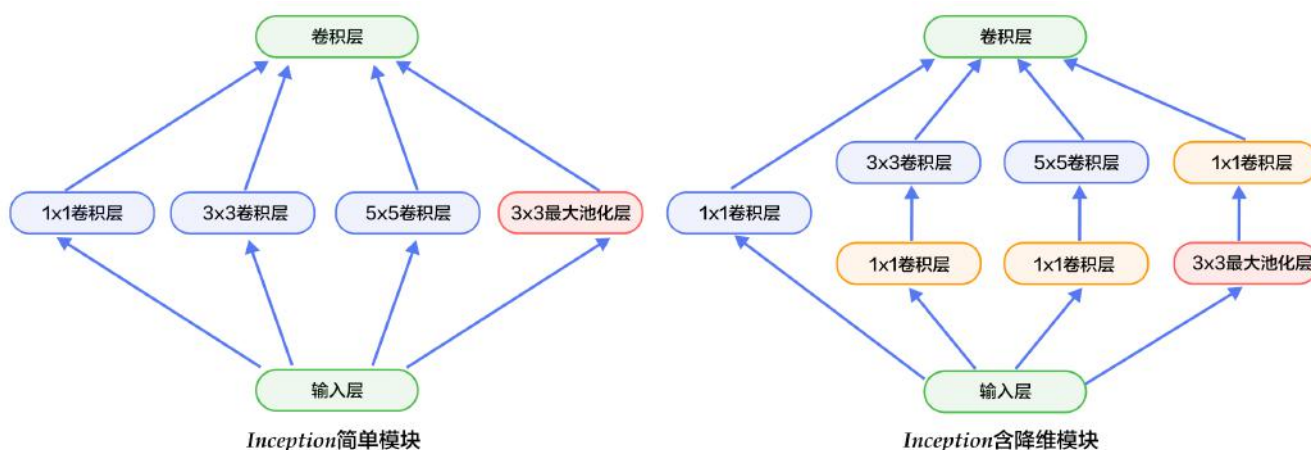 卷积层
1x1卷积层 3x3卷积层 5x5卷积层 3x3最大池化层
输入层
Inception简单模块
卷积层
3x3卷积层 5x5卷积层 1x1卷积层
1x1卷积层
1x1卷积层 1x1卷积层 3x3最大池化层
输入层
Inception含降维模块